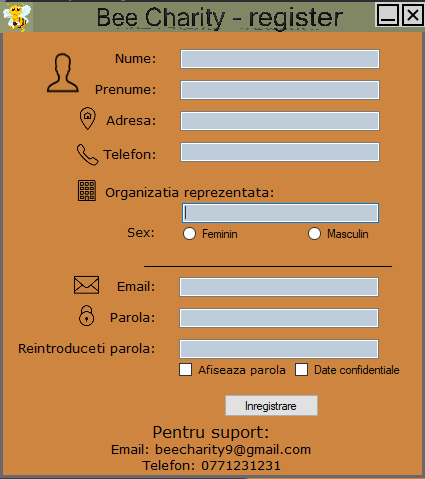 Bee Charity - register
Nume:
Prenume:
Adresa:
Telefon:
Organizatia reprezentata:
Sex: Feminin Masculin
Email:
Parola:
Reintroduceti parola:
Afiseaza parola Date confidentiale
Inregistrare
Pentru suport:
Email: beecharity9@gmail.com
Telefon: 0771231231